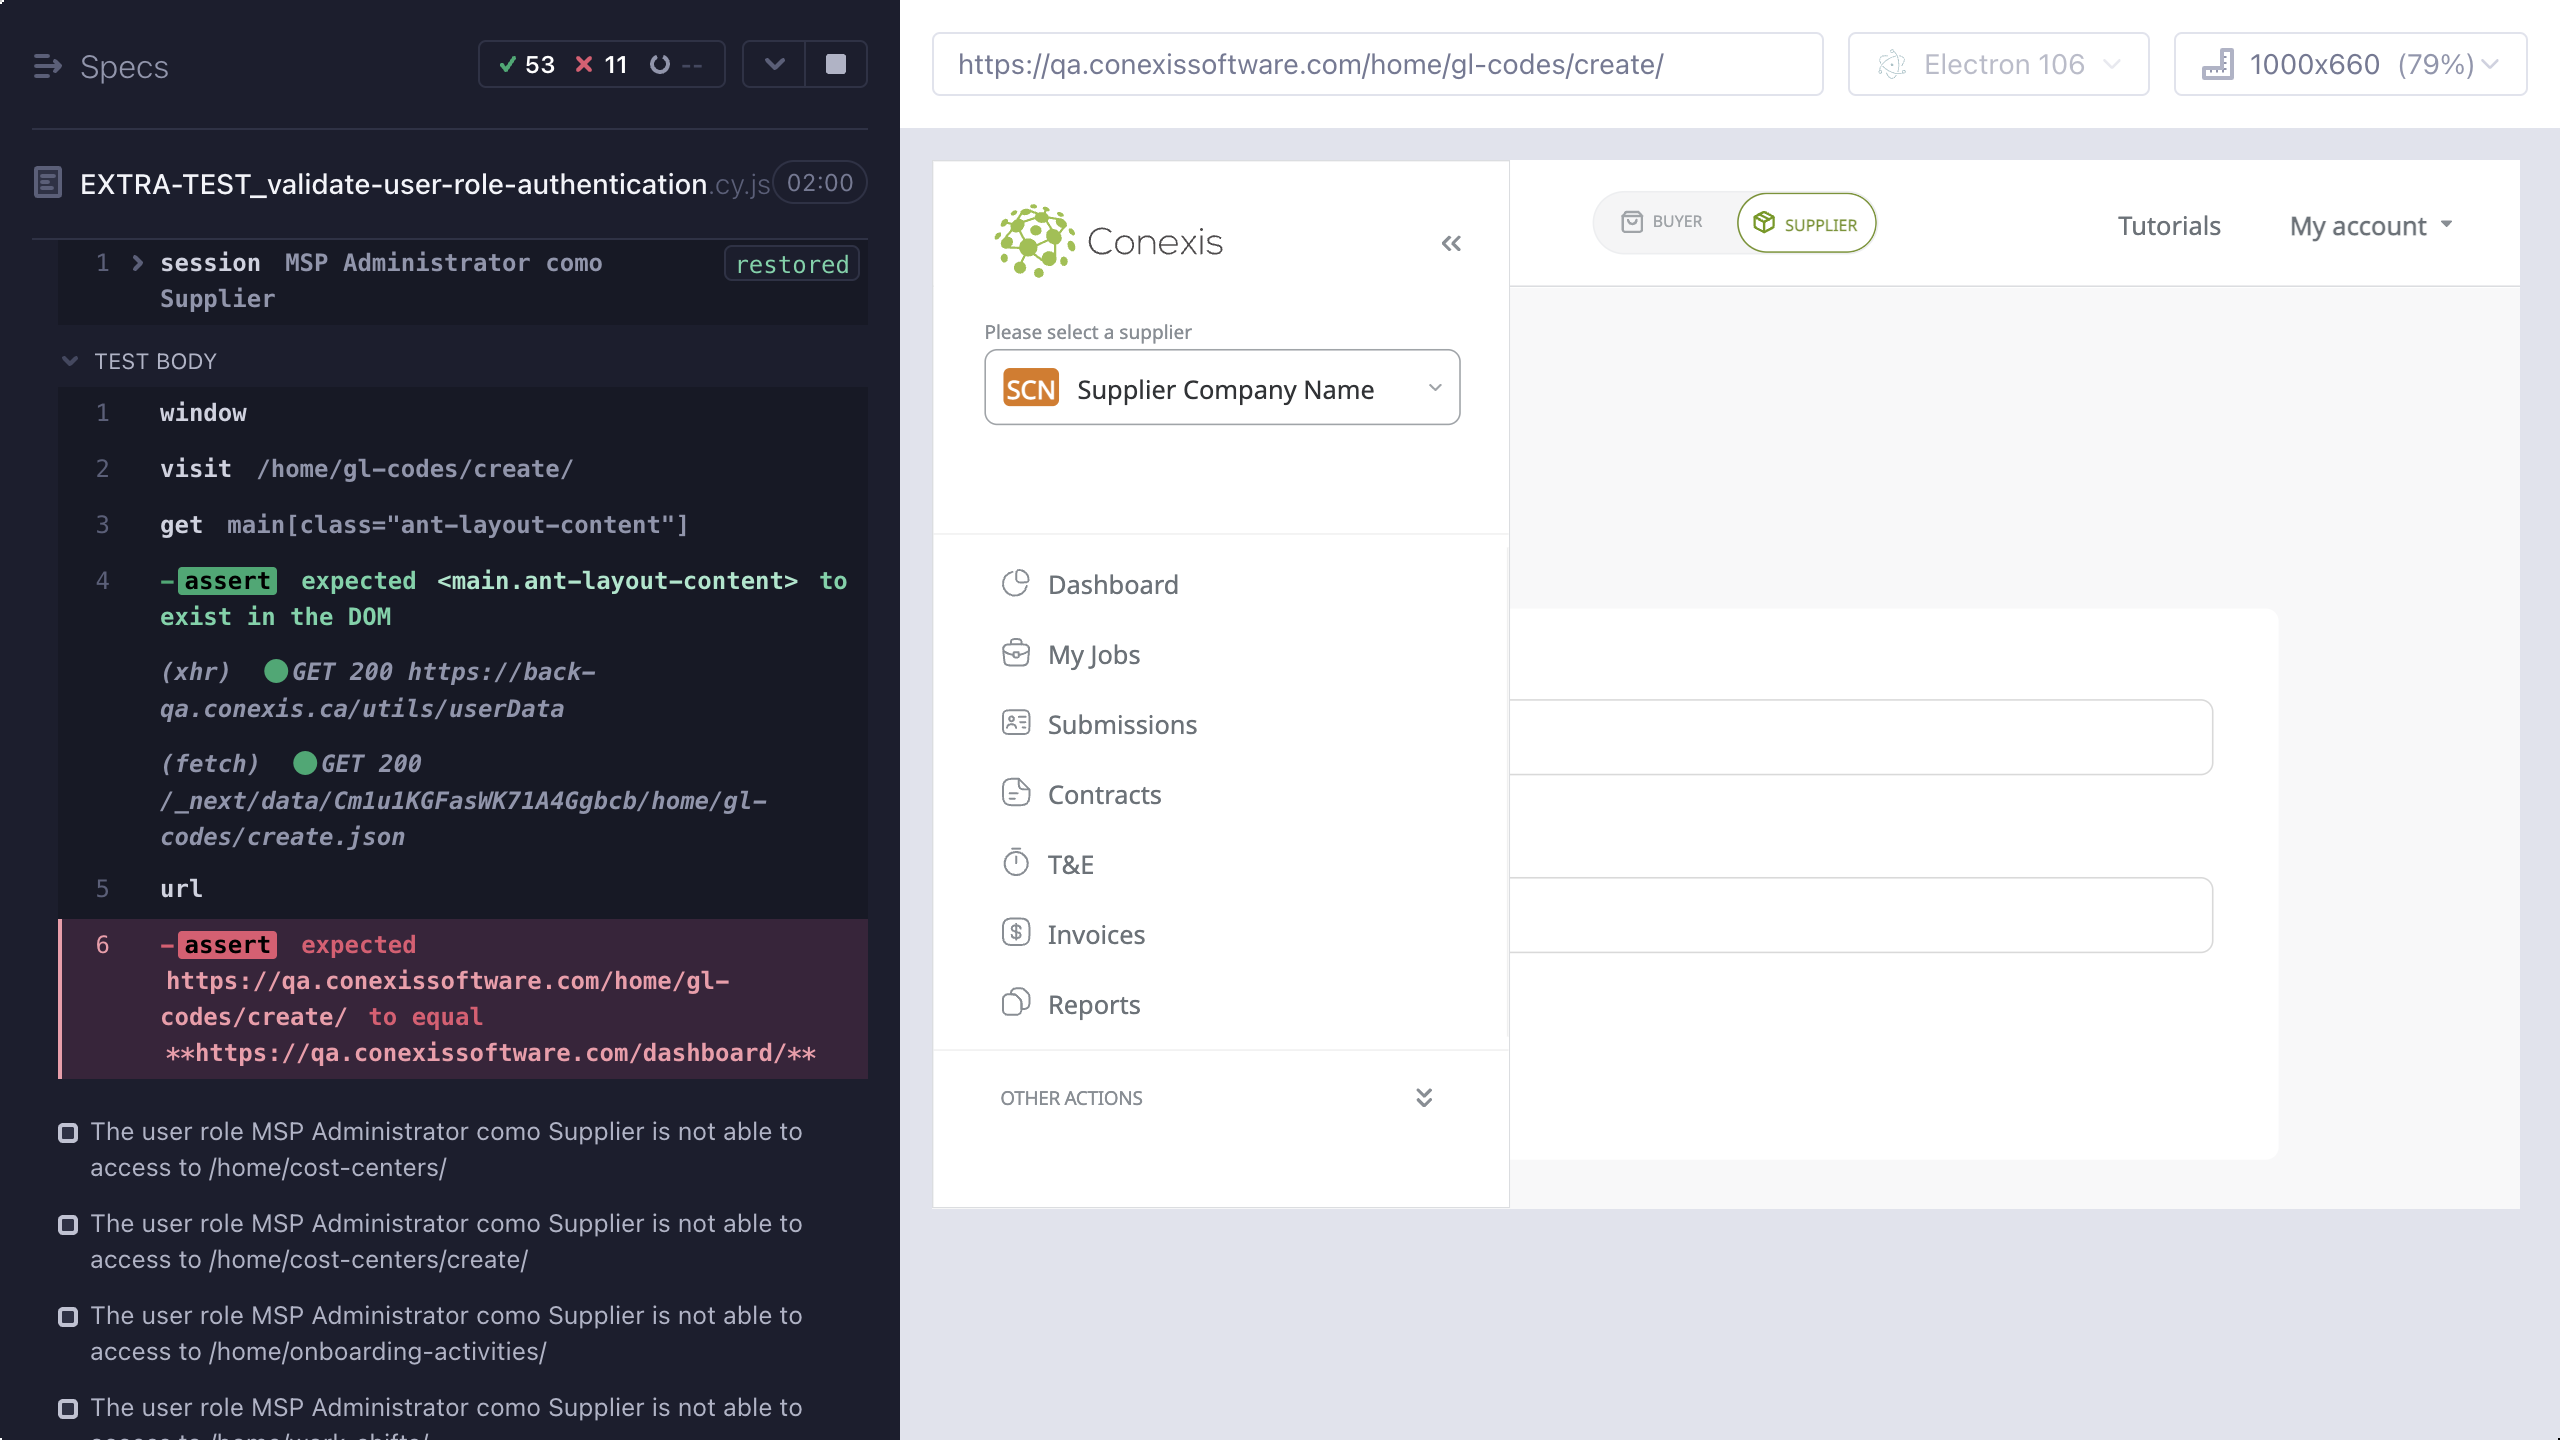 Specs
53 11 --
EXTRA-TEST_validate-user-role-authentication.cy.js 02:00
1 session MSP Administrator como
Supplier
restored
TEST BODY
1 window
2 visit /home/gl-codes/create/
3 get main[class="ant-layout-content"]
4 -assert expected <main.ant-layout-content> to
exist in the DOM
(xhr) GET 200 https://back-
qa.conexis.ca/utils/userData
(fetch) GET 200
/_next/data/Cm1u1KGFasWK71A4Ggbcb/home/gl-
codes/create.json
5 url
6 -assert expected
https://qa.conexissoftware.com/home/gl-
codes/create/ to equal
**https://qa.conexissoftware.com/dashboard/**
The user role MSP Administrator como Supplier is not able to
access to /home/cost-centers/
The user role MSP Administrator como Supplier is not able to
access to /home/cost-centers/create/
The user role MSP Administrator como Supplier is not able to
access to /home/onboarding-activities/
The user role MSP Administrator como Supplier is not able to
access to /home/work-shifts/
https://qa.conexissoftware.com/home/gl-codes/create/
Electron 106
1000x660 (79%)
Conexis
BUYER
SUPPLIER
Tutorials
My account
Please select a supplier
SCN Supplier Company Name
Dashboard
My Jobs
Submissions
Contracts
T&E
Invoices
Reports
OTHER ACTIONS